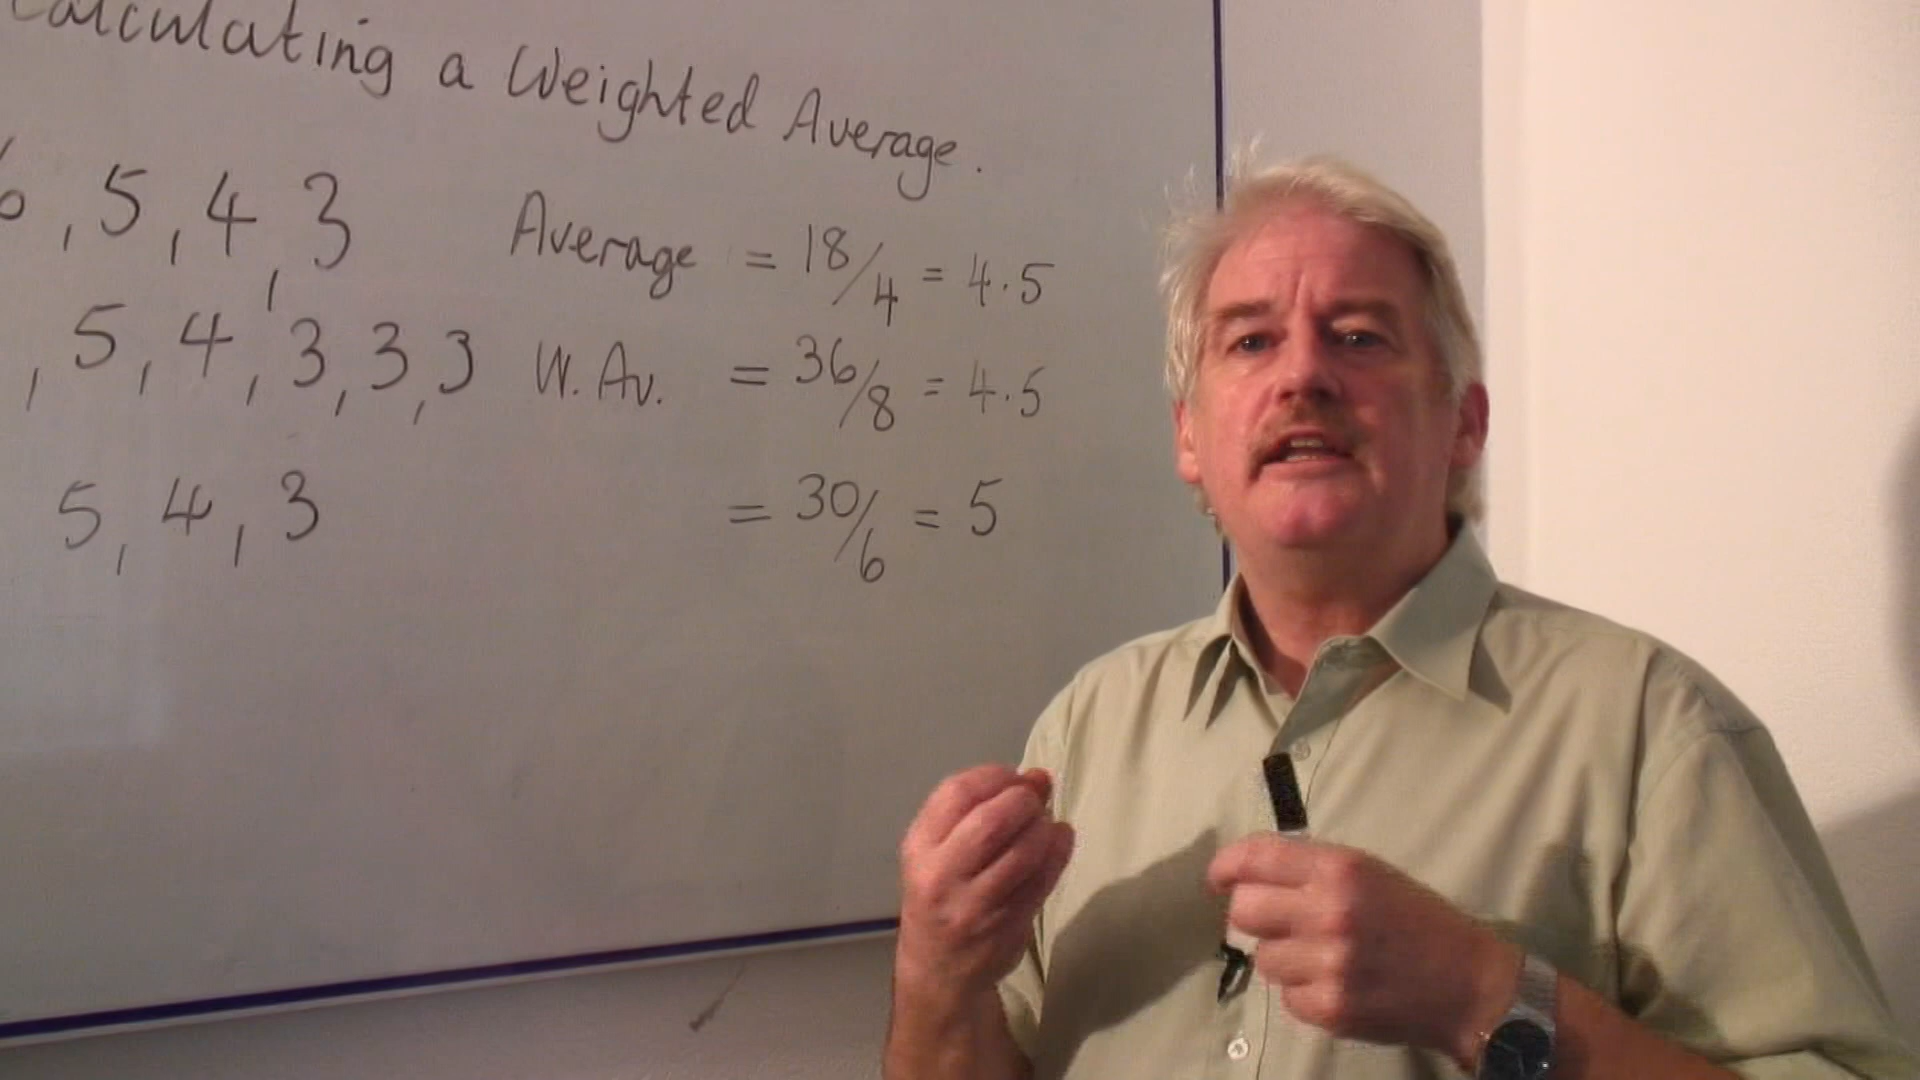 Calculating a Weighted Average.
6, 5, 4, 3 Average = 18/4 = 4.5
, 5, 4, 3, 3, 3 W. Av. = 36/8 = 4.5
5, 4, 3 = 30/6 = 5